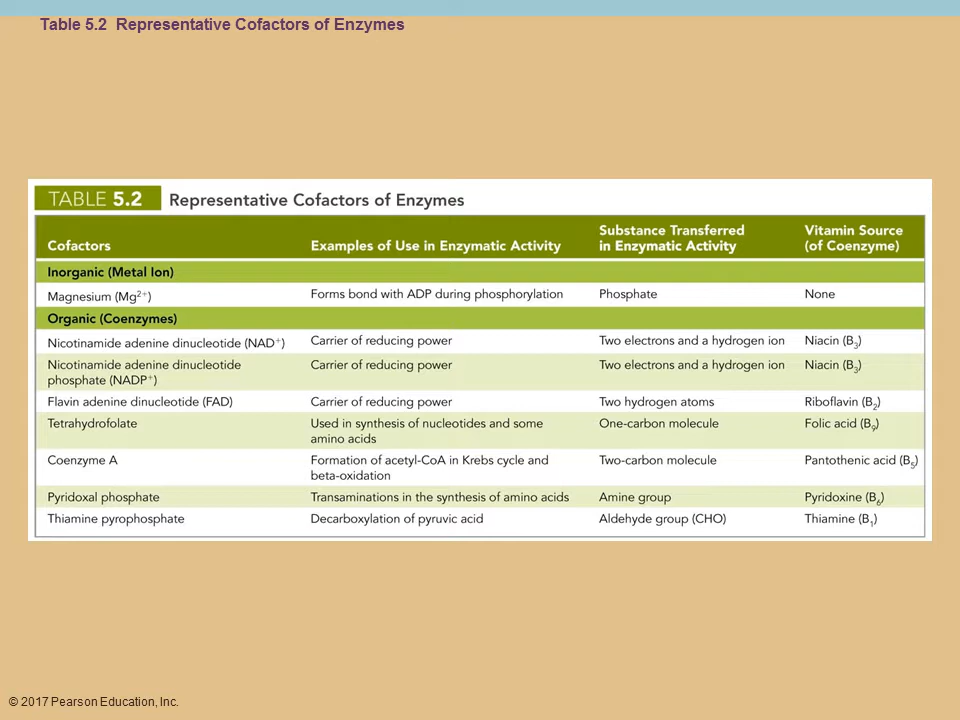 Table 5.2 Representative Cofactors of Enzymes
TABLE 5.2 Representative Cofactors of Enzymes
Cofactors Examples of Use in Enzymatic Activity Substance Transferred in Enzymatic Activity Vitamin Source (of Coenzyme)
Inorganic (Metal Ion)
Magnesium (Mg²⁺) Forms bond with ADP during phosphorylation Phosphate None
Organic (Coenzymes)
Nicotinamide adenine dinucleotide (NAD⁺) Carrier of reducing power Two electrons and a hydrogen ion Niacin (B₃)
Nicotinamide adenine dinucleotide phosphate (NADP⁺) Carrier of reducing power Two electrons and a hydrogen ion Niacin (B₃)
Flavin adenine dinucleotide (FAD) Carrier of reducing power Two hydrogen atoms Riboflavin (B₂)
Tetrahydrofolate Used in synthesis of nucleotides and some amino acids One-carbon molecule Folic acid (B₉)
Coenzyme A Formation of acetyl-CoA in Krebs cycle and beta-oxidation Two-carbon molecule Pantothenic acid (B₅)
Pyridoxal phosphate Transaminations in the synthesis of amino acids Amine group Pyridoxine (B₆)
Thiamine pyrophosphate Decarboxylation of pyruvic acid Aldehyde group (CHO) Thiamine (B₁)
© 2017 Pearson Education, Inc.